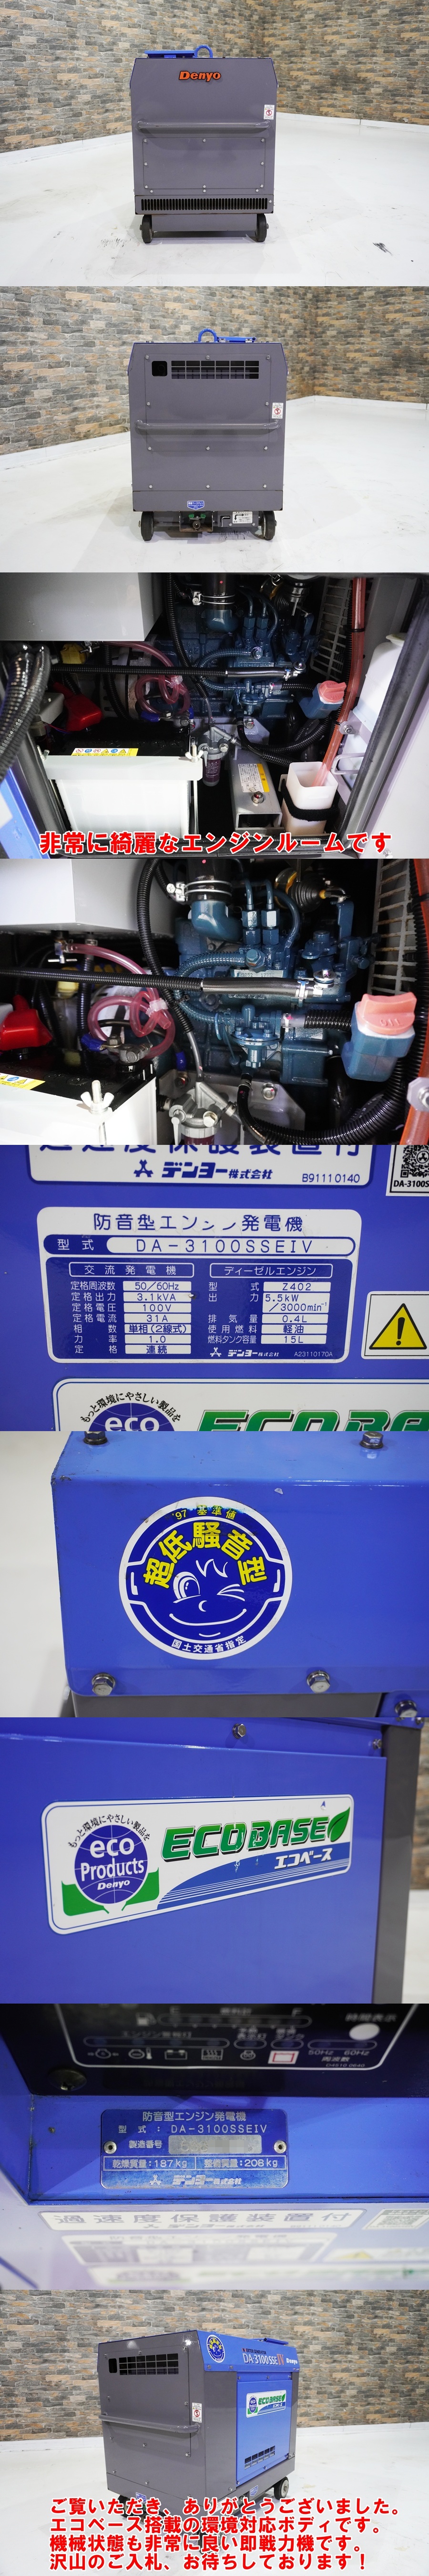 Denyo
非常に綺麗なエンジンルームです
過速度保護装置付
デンヨー株式会社
B91110140
DA-3100S
防音型エンジン発電機
型式 DA-3100SSEIV
交流発電機
定格周波数 50/60Hz
定格出力 3.1kVA
定格電圧 100V
定格電流 31A
相数 単相(2線式)
力率 1.0
定格 連続
ディーゼルエンジン
型式 Z402
出力 5.5kW
/3000min⁻¹
排気量 0.4L
使用燃料 軽油
燃料タンク容量 15L
デンヨー株式会社 A23110170A
もっと環境にやさしい製品を
eco
ECOBA
'97 基準値
超低騒音型
国土交通省指定
もっと環境にやさしい製品を
eco
Products
Denyo
ECOBASE
エコベース
E F
時間表示
50Hz 60Hz
周波数
防音型エンジン発電機
型式：DA-3100SSEIV
製造番号
乾燥質量：187kg 整備質量：208kg
デンヨー株式会社
過速度保護装置付
DA-3100SSEIV
Denyo
ECOBASE
ご覧いただき、ありがとうございました。
エコベース搭載の環境対応ボディです。
機械状態も非常に良い即戦力機です。
沢山のご入札、お待ちしております！